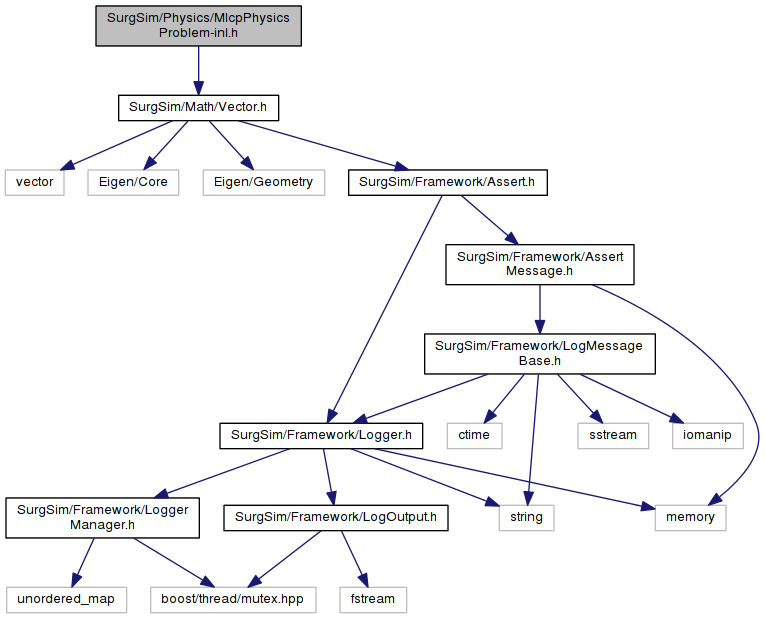 SurgSim/Physics/MlcpPhysics
Problem-inl.h
SurgSim/Math/Vector.h
vector
Eigen/Core
Eigen/Geometry
SurgSim/Framework/Assert.h
SurgSim/Framework/Assert
Message.h
SurgSim/Framework/LogMessage
Base.h
SurgSim/Framework/Logger.h
ctime
sstream
iomanip
SurgSim/Framework/Logger
Manager.h
SurgSim/Framework/LogOutput.h
string
memory
unordered_map
boost/thread/mutex.hpp
fstream